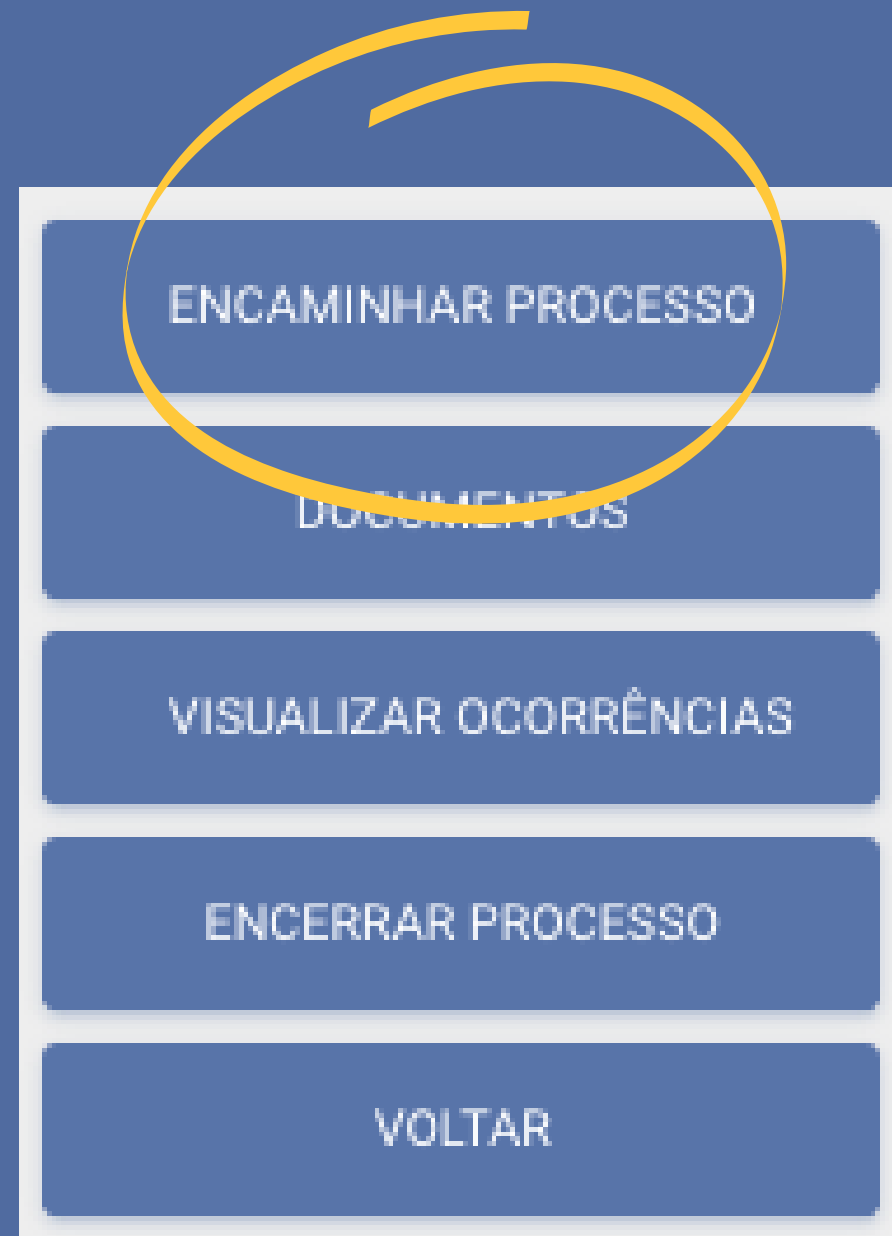 ENCAMINHAR PROCESSO
DOCUMENTOS
VISUALIZAR OCORRÊNCIAS
ENCERRAR PROCESSO
VOLTAR